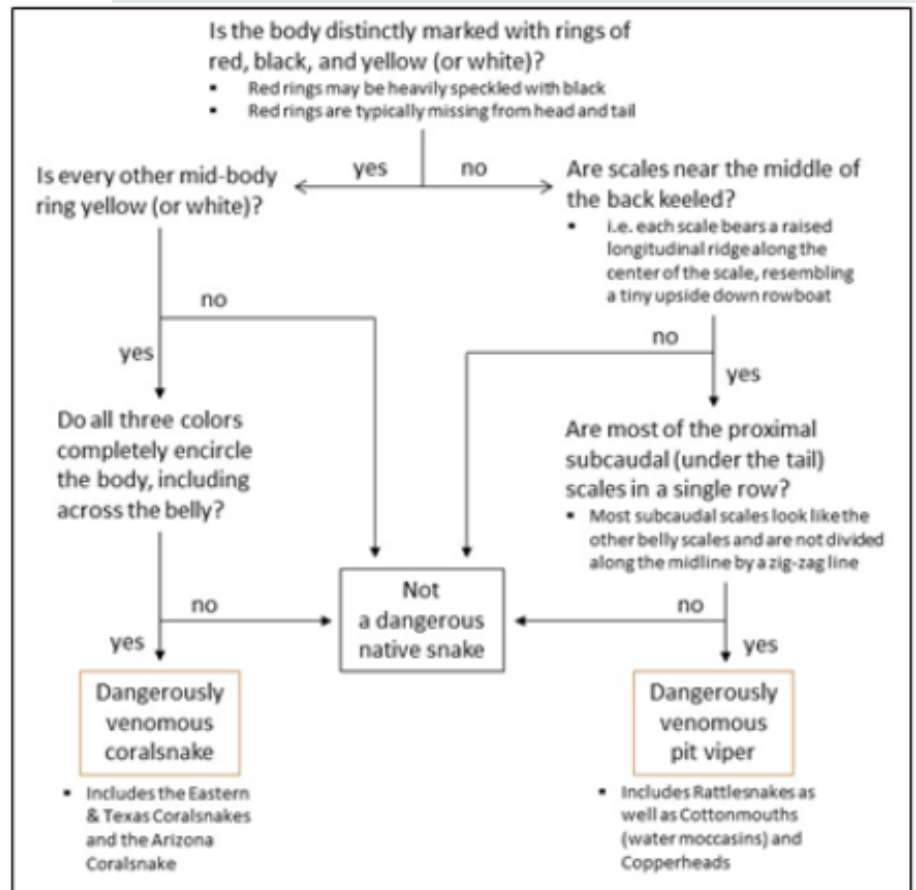 Is the body distinctly marked with rings of
red, black, and yellow (or white)?
▪ Red rings may be heavily speckled with black
▪ Red rings are typically missing from head and tail
yes
no
Is every other mid-body
ring yellow (or white)?
Are scales near the middle of
the back keeled?
▪ i.e. each scale bears a raised
longitudinal ridge along the
center of the scale, resembling
a tiny upside down rowboat
no
yes
no
yes
Do all three colors
completely encircle
the body, including
across the belly?
Are most of the proximal
subcaudal (under the tail)
scales in a single row?
▪ Most subcaudal scales look like the
other belly scales and are not divided
along the midline by a zig-zag line
no
yes
no
yes
Not
a dangerous
native snake
Dangerously
venomous
coralsnake
▪ Includes the Eastern
& Texas Coralsnakes
and the Arizona
Coralsnake
Dangerously
venomous
pit viper
▪ Includes Rattlesnakes as
well as Cottonmouths
(water moccasins) and
Copperheads